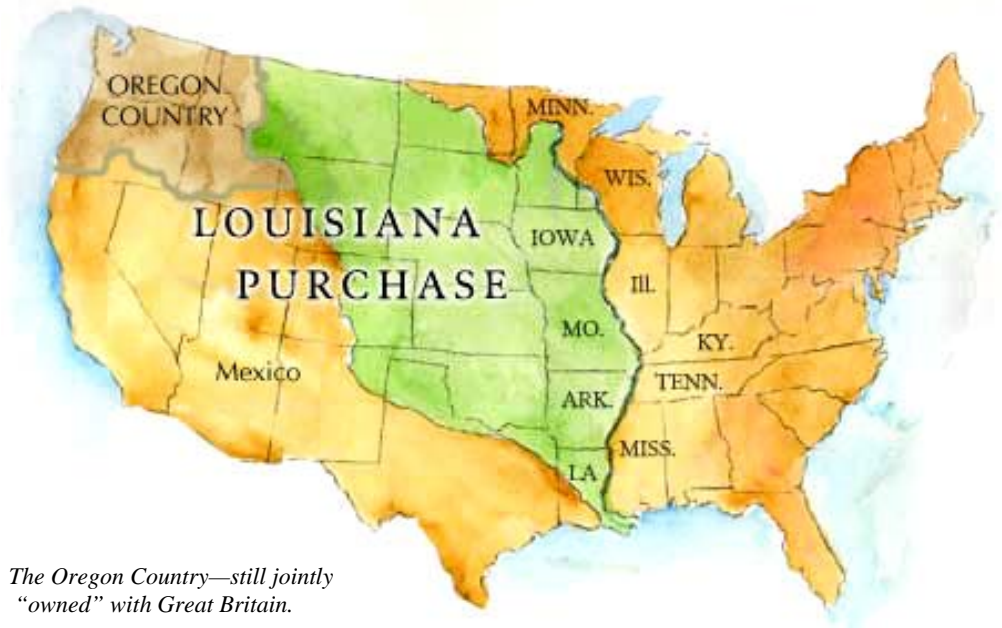 OREGON
COUNTRY
MINN.
WIS.
LOUISIANA
PURCHASE
IOWA
Ill.
MO.
KY.
Mexico
TENN.
ARK.
MISS.
LA
The Oregon Country—still jointly
“owned” with Great Britain.